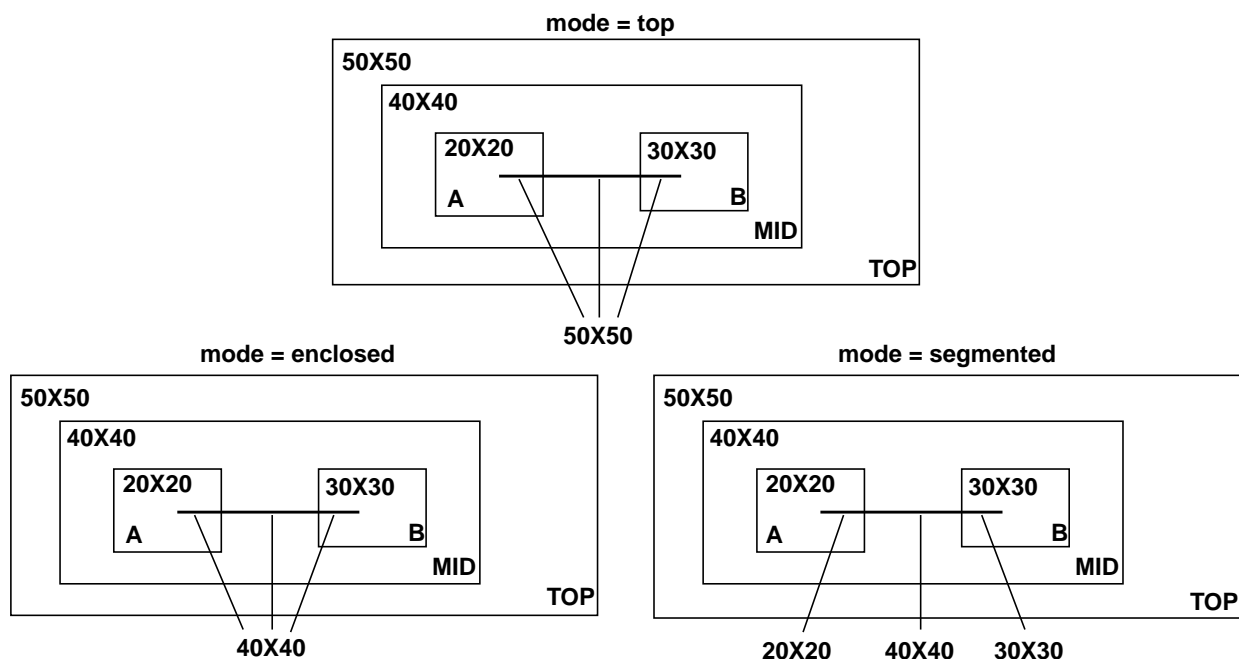 mode = top
50X50
40X40
20X20
30X30
A
B
MID
TOP
50X50
mode = enclosed
50X50
40X40
20X20
30X30
A
B
MID
TOP
40X40
mode = segmented
50X50
40X40
20X20
30X30
A
B
MID
TOP
20X20 40X40 30X30